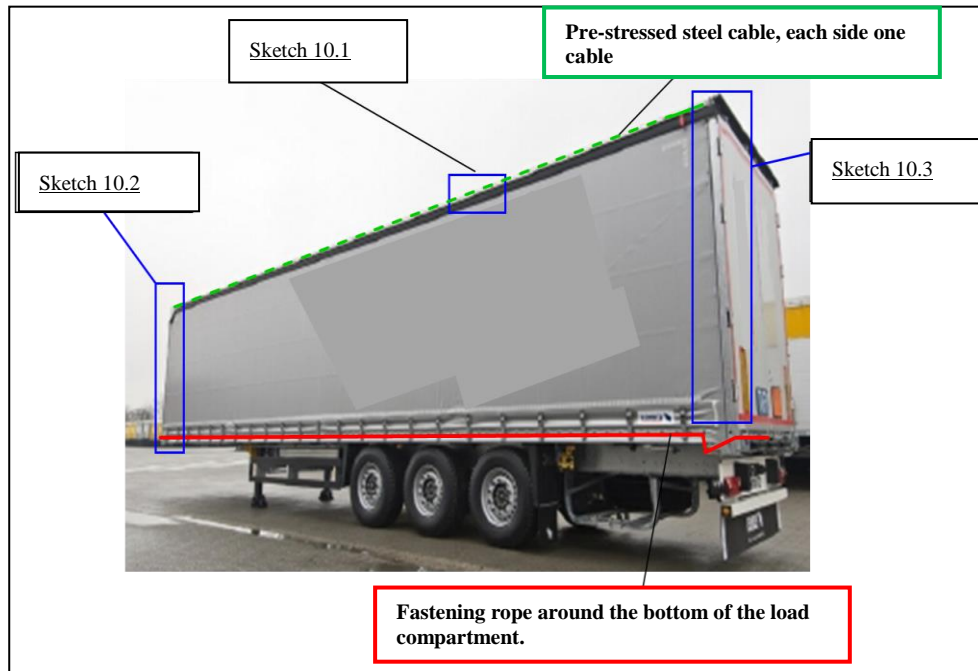 Sketch 10.1
Pre-stressed steel cable, each side one
cable
Sketch 10.2
Sketch 10.3
Fastening rope around the bottom of the load
compartment.